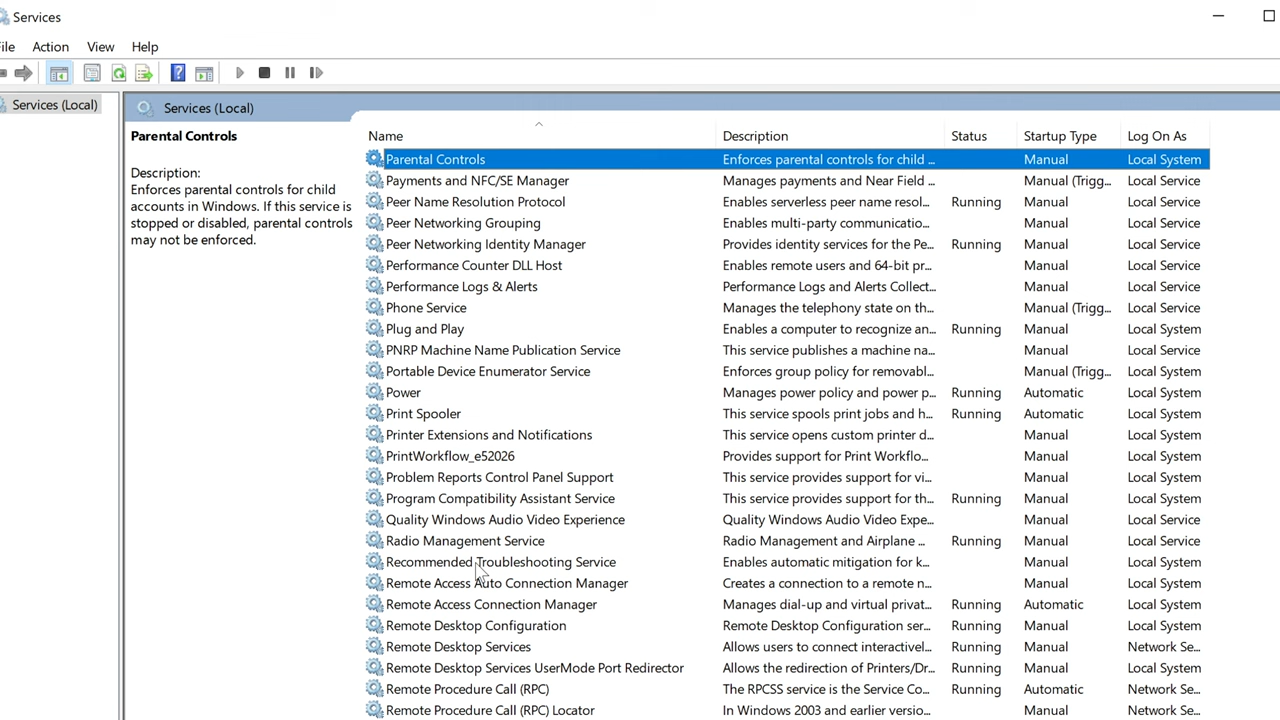 Services
File Action View Help
Services (Local)
Services (Local)
Parental Controls
Description:
Enforces parental controls for child
accounts in Windows. If this service is
stopped or disabled, parental controls
may not be enforced.
Name Description Status Startup Type Log On As
Parental Controls Enforces parental controls for child ... Manual Local System
Payments and NFC/SE Manager Manages payments and Near Field ... Manual (Trigg... Local Service
Peer Name Resolution Protocol Enables serverless peer name resol... Running Manual Local Service
Peer Networking Grouping Enables multi-party communicatio... Manual Local Service
Peer Networking Identity Manager Provides identity services for the Pe... Running Manual Local Service
Performance Counter DLL Host Enables remote users and 64-bit pr... Manual Local Service
Performance Logs & Alerts Performance Logs and Alerts Collect... Manual Local Service
Phone Service Manages the telephony state on th... Manual (Trigg... Local Service
Plug and Play Enables a computer to recognize an... Running Manual Local System
PNRP Machine Name Publication Service This service publishes a machine na... Manual Local Service
Portable Device Enumerator Service Enforces group policy for removabl... Manual (Trigg... Local System
Power Manages power policy and power p... Running Automatic Local System
Print Spooler This service spools print jobs and h... Running Automatic Local System
Printer Extensions and Notifications This service opens custom printer d... Manual Local System
PrintWorkflow_e52026 Provides support for Print Workflo... Manual Local System
Problem Reports Control Panel Support This service provides support for vi... Manual Local System
Program Compatibility Assistant Service This service provides support for th... Running Manual Local System
Quality Windows Audio Video Experience Quality Windows Audio Video Expe... Manual Local Service
Radio Management Service Radio Management and Airplane ... Running Manual Local Service
Recommended Troubleshooting Service Enables automatic mitigation for k... Manual Local System
Remote Access Auto Connection Manager Creates a connection to a remote n... Manual Local System
Remote Access Connection Manager Manages dial-up and virtual privat... Running Automatic Local System
Remote Desktop Configuration Remote Desktop Configuration ser... Running Manual Local System
Remote Desktop Services Allows users to connect interactivel... Running Manual Network Se...
Remote Desktop Services UserMode Port Redirector Allows the redirection of Printers/Dr... Running Manual Local System
Remote Procedure Call (RPC) The RPCSS service is the Service Co... Running Automatic Network Se...
Remote Procedure Call (RPC) Locator In Windows 2003 and earlier versio... Manual Network Se...